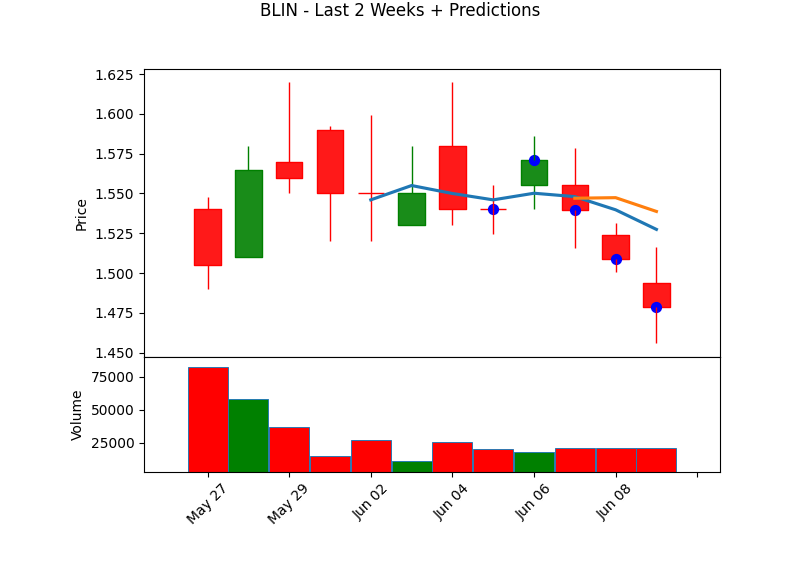 BLIN - Last 2 Weeks + Predictions
1.625
1.600
1.575
1.550
1.525
1.500
1.475
1.450
Price
75000
50000
25000
Volume
May 27
May 29
Jun 02
Jun 04
Jun 06
Jun 08